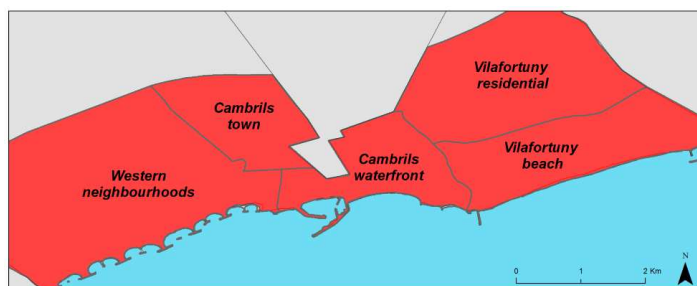 Vilafortuny
residential
Cambrils
town
Vilafortuny
beach
Cambrils
waterfront
Western
neighbourhoods
N
0 1 2 Km